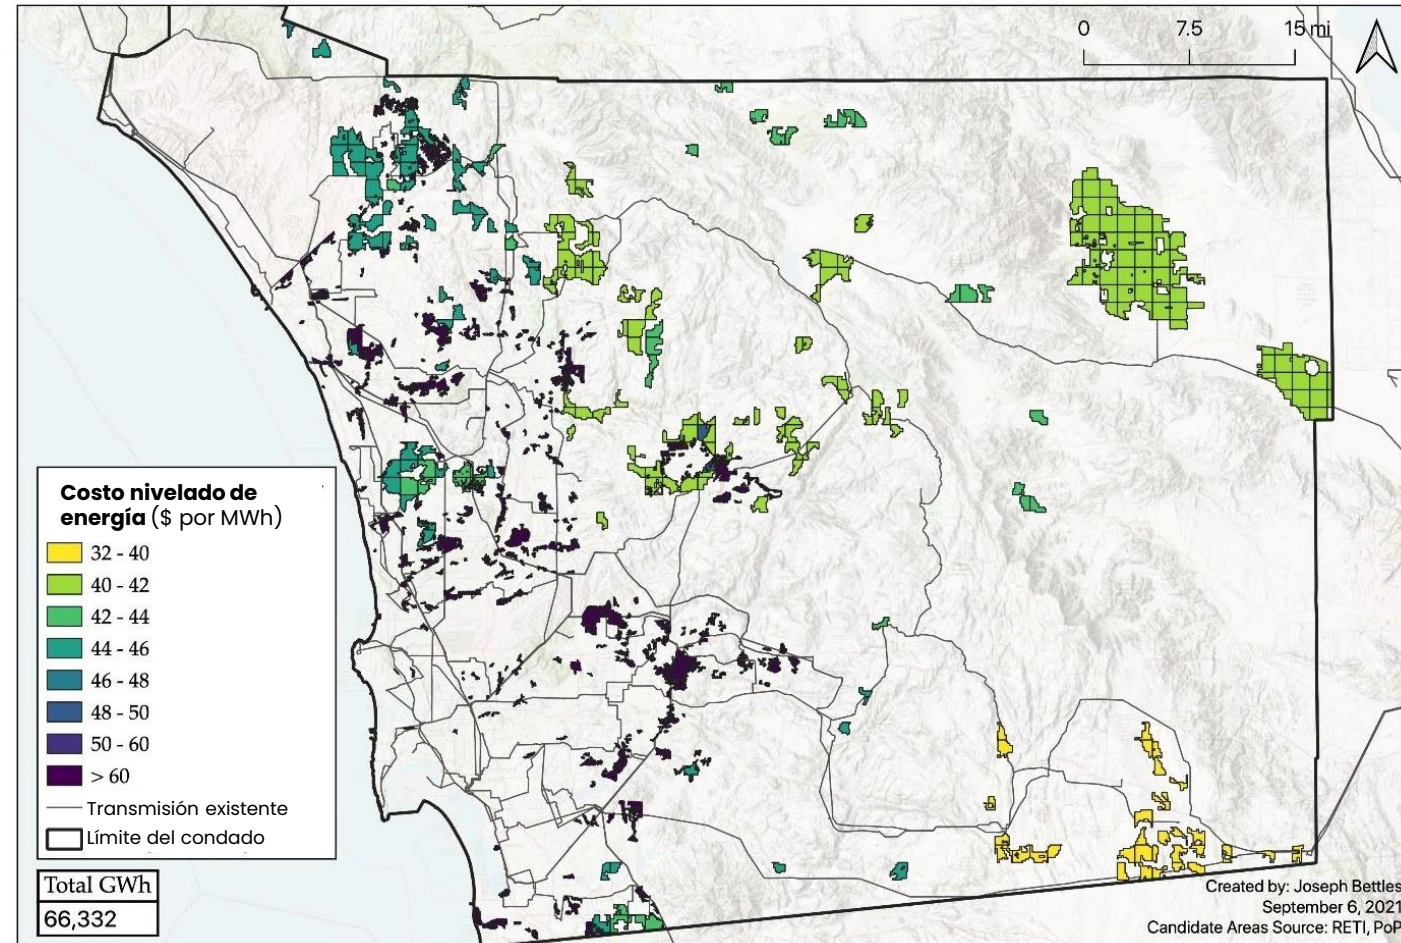 0 7.5 15 mi
Costo nivelado de
energía ($ por MWh)
32 - 40
40 - 42
42 - 44
44 - 46
46 - 48
48 - 50
50 - 60
> 60
Transmisión existente
Límite del condado
Total GWh
66,332
Created by: Joseph Bettles
September 6, 2021
Candidate Areas Source: RETI, PoP